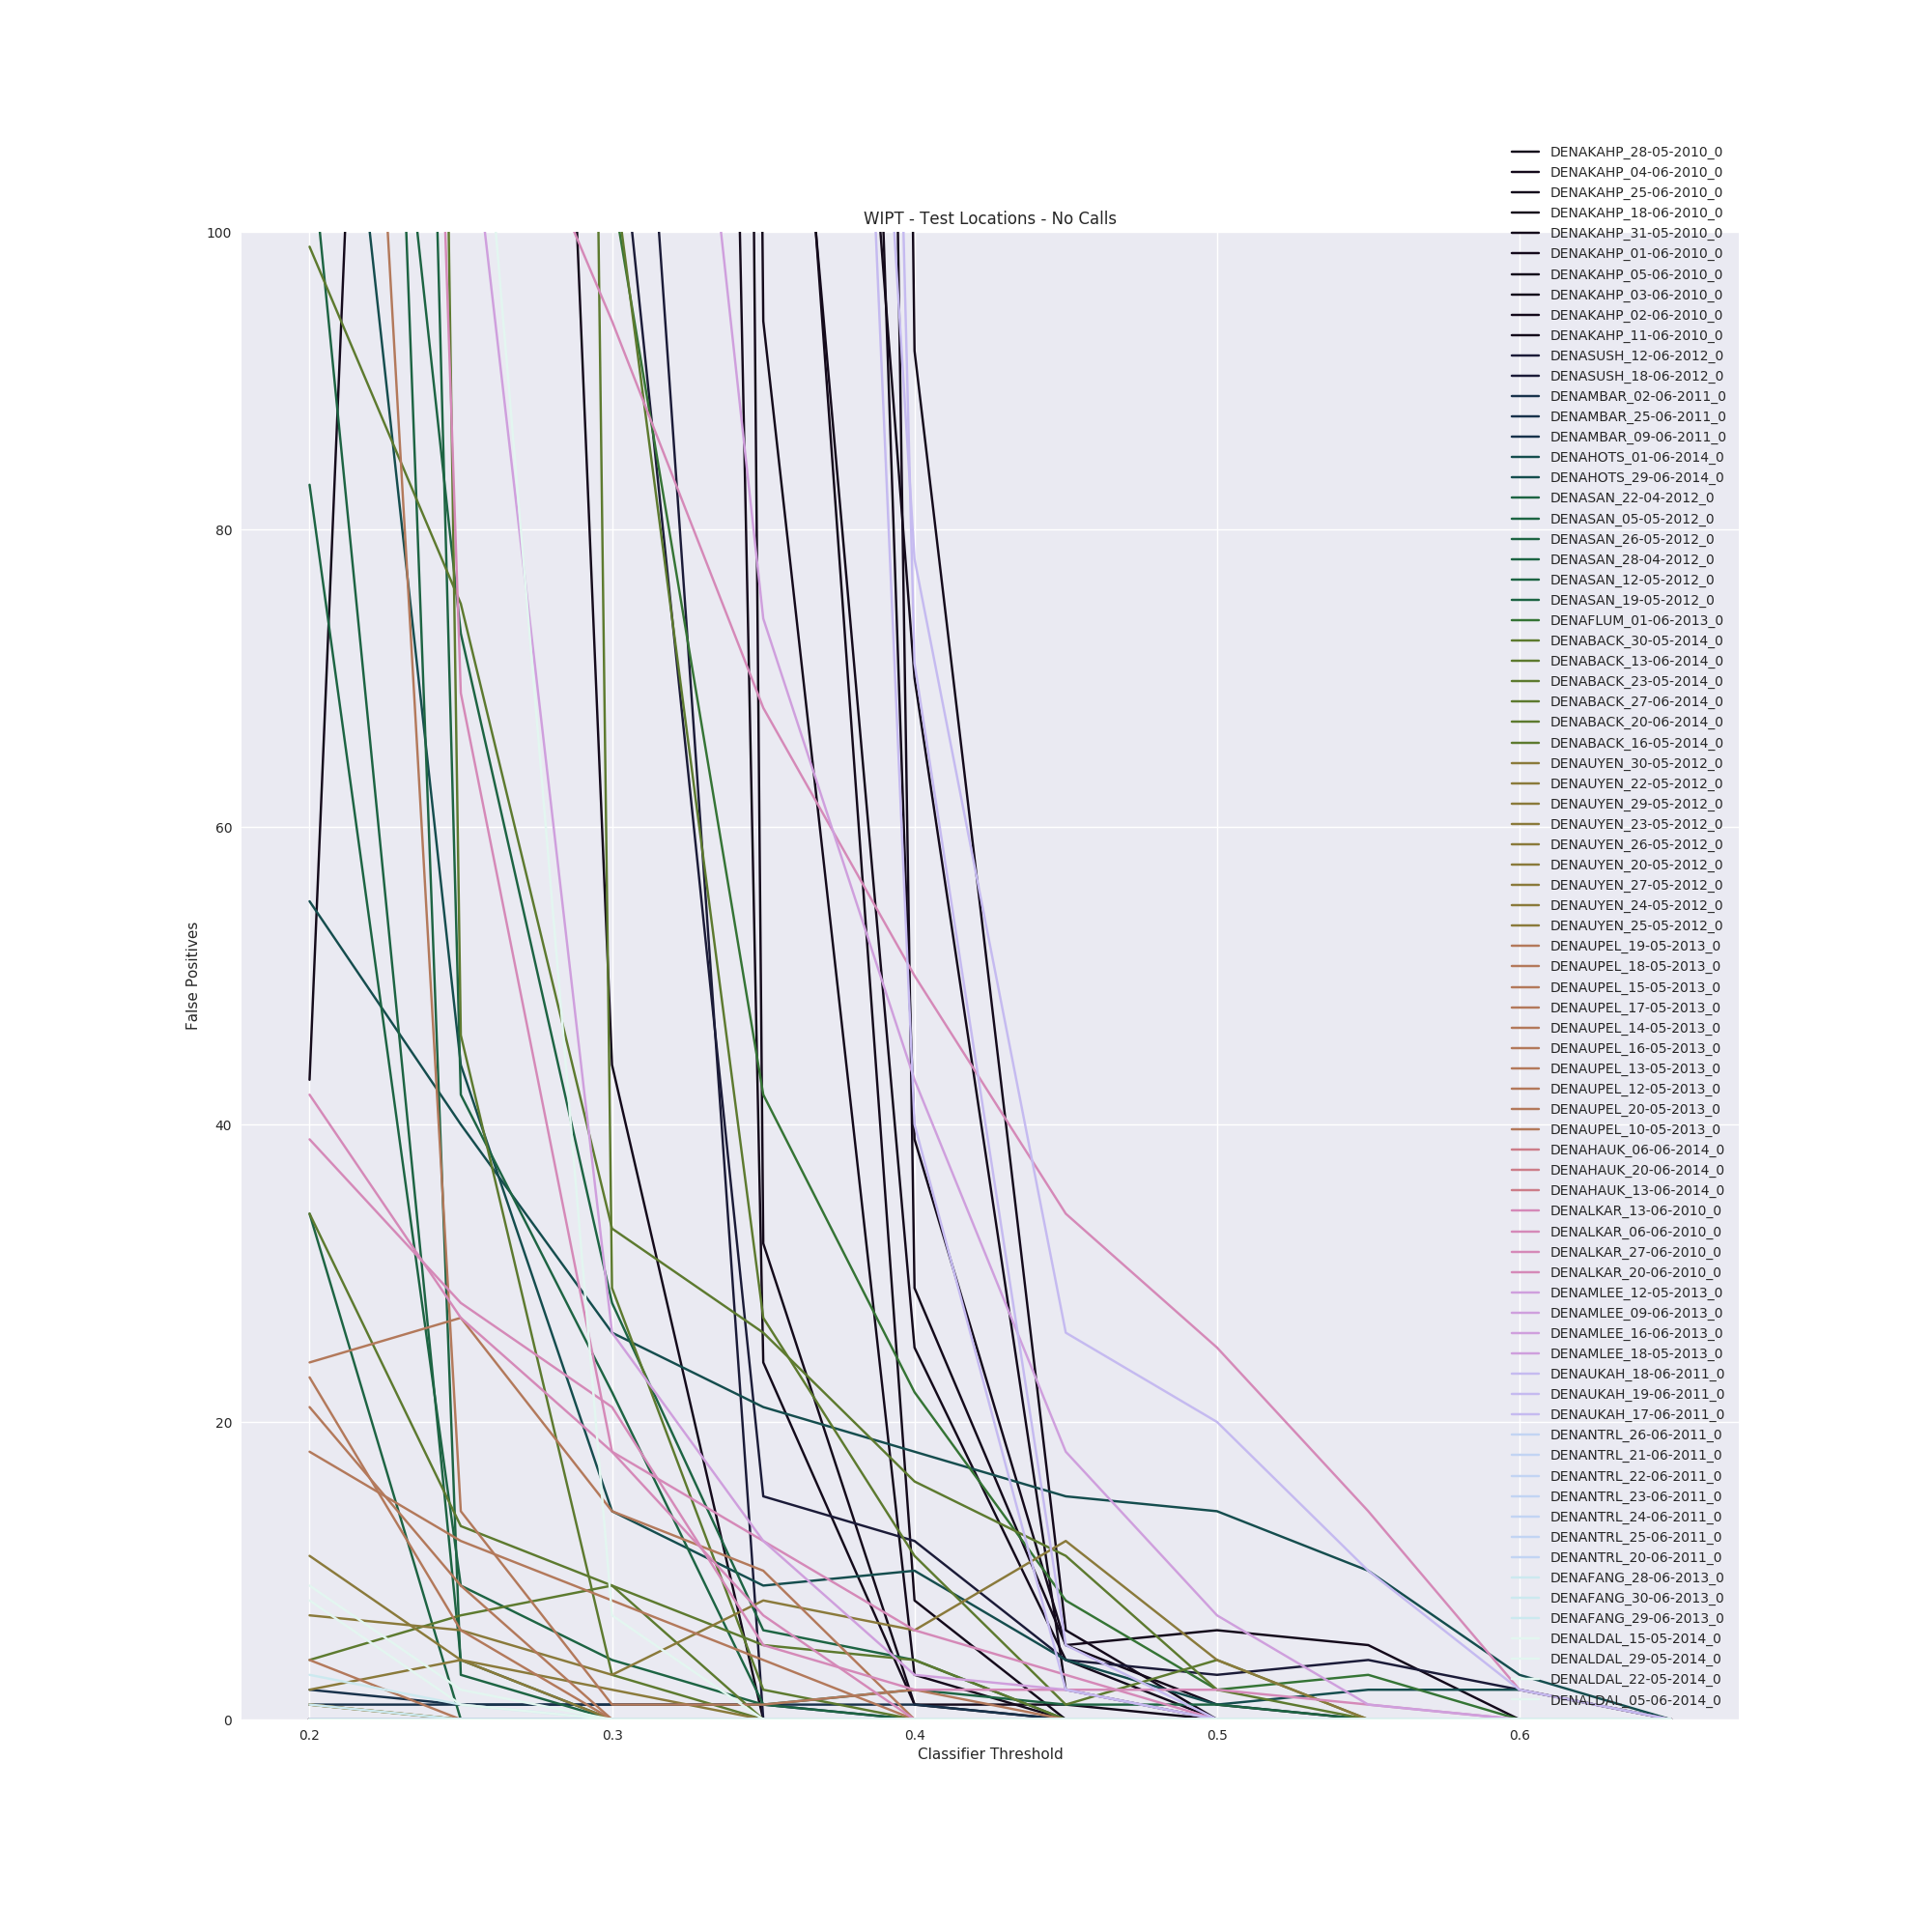 WIPT - Test Locations - No Calls
False Positives
100
80
60
40
20
0
0.2
0.3
0.4
0.5
0.6
Classifier Threshold
DENAKAHP_28-05-2010_0
DENAKAHP_04-06-2010_0
DENAKAHP_25-06-2010_0
DENAKAHP_18-06-2010_0
DENAKAHP_31-05-2010_0
DENAKAHP_01-06-2010_0
DENAKAHP_05-06-2010_0
DENAKAHP_03-06-2010_0
DENAKAHP_02-06-2010_0
DENAKAHP_11-06-2010_0
DENASUSH_12-06-2012_0
DENASUSH_18-06-2012_0
DENAMBAR_02-06-2011_0
DENAMBAR_25-06-2011_0
DENAMBAR_09-06-2011_0
DENAHOTS_01-06-2014_0
DENAHOTS_29-06-2014_0
DENASAN_22-04-2012_0
DENASAN_05-05-2012_0
DENASAN_26-05-2012_0
DENASAN_28-04-2012_0
DENASAN_12-05-2012_0
DENASAN_19-05-2012_0
DENAFLUM_01-06-2013_0
DENABACK_30-05-2014_0
DENABACK_13-06-2014_0
DENABACK_23-05-2014_0
DENABACK_27-06-2014_0
DENABACK_20-06-2014_0
DENABACK_16-05-2014_0
DENAUYEN_30-05-2012_0
DENAUYEN_22-05-2012_0
DENAUYEN_29-05-2012_0
DENAUYEN_23-05-2012_0
DENAUYEN_26-05-2012_0
DENAUYEN_20-05-2012_0
DENAUYEN_27-05-2012_0
DENAUYEN_24-05-2012_0
DENAUYEN_25-05-2012_0
DENAUPEL_19-05-2013_0
DENAUPEL_18-05-2013_0
DENAUPEL_15-05-2013_0
DENAUPEL_17-05-2013_0
DENAUPEL_14-05-2013_0
DENAUPEL_16-05-2013_0
DENAUPEL_13-05-2013_0
DENAUPEL_12-05-2013_0
DENAUPEL_20-05-2013_0
DENAUPEL_10-05-2013_0
DENAHAUK_06-06-2014_0
DENAHAUK_20-06-2014_0
DENAHAUK_13-06-2014_0
DENALKAR_13-06-2010_0
DENALKAR_06-06-2010_0
DENALKAR_27-06-2010_0
DENALKAR_20-06-2010_0
DENAMLEE_12-05-2013_0
DENAMLEE_09-06-2013_0
DENAMLEE_16-06-2013_0
DENAMLEE_18-05-2013_0
DENAUKAH_18-06-2011_0
DENAUKAH_19-06-2011_0
DENAUKAH_17-06-2011_0
DENANTRL_26-06-2011_0
DENANTRL_21-06-2011_0
DENANTRL_22-06-2011_0
DENANTRL_23-06-2011_0
DENANTRL_24-06-2011_0
DENANTRL_25-06-2011_0
DENANTRL_20-06-2011_0
DENAFANG_28-06-2013_0
DENAFANG_30-06-2013_0
DENAFANG_29-06-2013_0
DENALDAL_15-05-2014_0
DENALDAL_29-05-2014_0
DENALDAL_22-05-2014_0
DENALDAL_05-06-2014_0